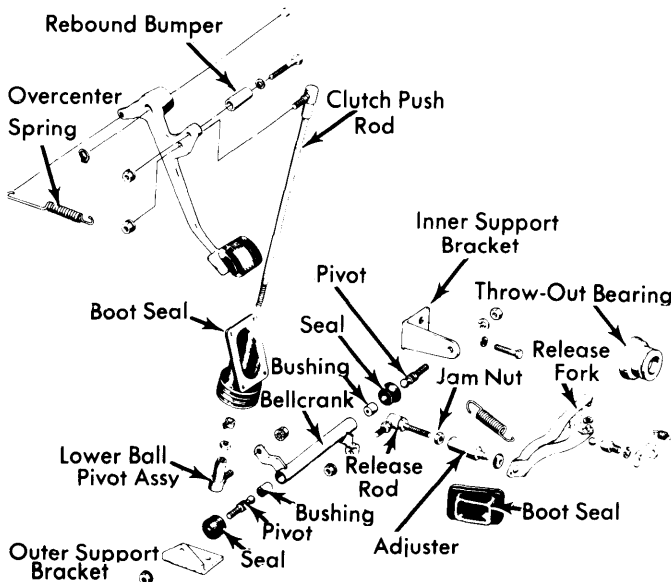 Rebound Bumper
Overcenter
Spring
Clutch Push
Rod
Inner Support
Bracket
Pivot
Throw-Out Bearing
Boot Seal
Seal
Release
Fork
Bushing
Jam Nut
Bellcrank
Lower Ball
Pivot Assy
Release
Rod
Bushing
Boot Seal
Pivot
Adjuster
Outer Support
Bracket
Seal